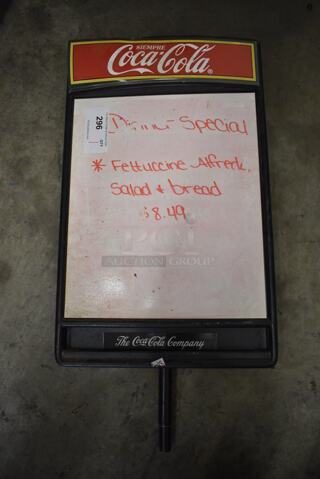 SIEMPRE
Coca-Cola
296
Dinner Special
* Fettuccine Alfredo,
Salad + bread
$8.49
AUCTION GROUP
The Coca-Cola Company